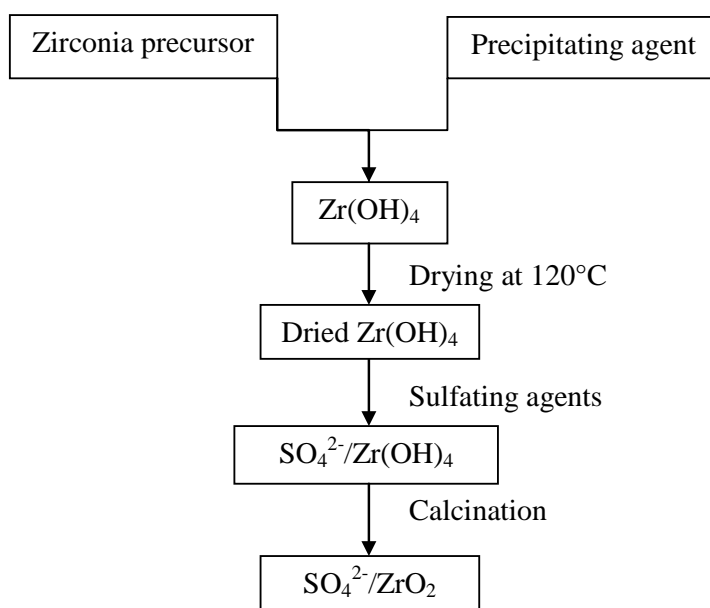 Zirconia precursor
Precipitating agent
Zr(OH)₄
Drying at 120°C
Dried Zr(OH)₄
Sulfating agents
SO₄²⁻/Zr(OH)₄
Calcination
SO₄²⁻/ZrO₂